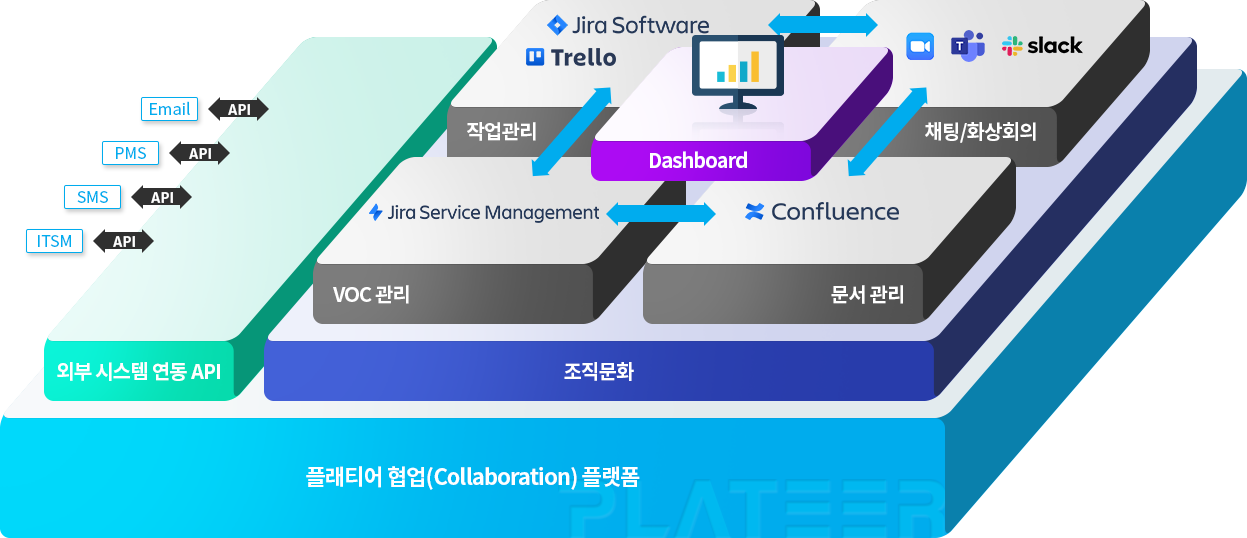 Jira Software
Trello
slack
작업관리
채팅/화상회의
Dashboard
Email
API
PMS
API
SMS
API
ITSM
API
Jira Service Management
Confluence
VOC 관리
문서 관리
외부 시스템 연동 API
조직문화
플래티어 협업(Collaboration) 플랫폼
PLATEER